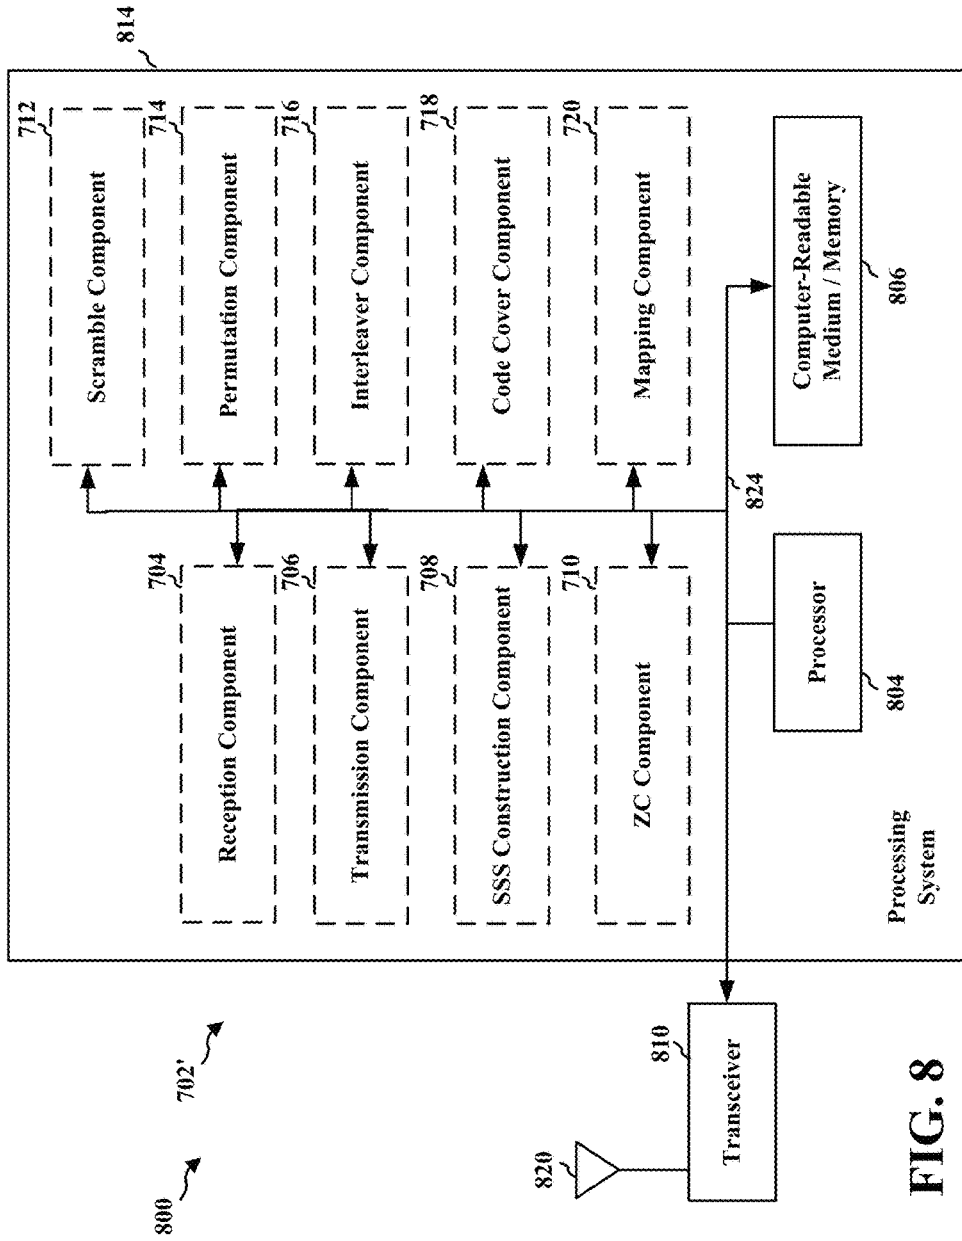 800
702'
814
Reception Component
704
Scramble Component
712
Transmission Component
706
Permutation Component
714
SSS Construction Component
708
Interleaver Component
716
ZC Component
710
Code Cover Component
718
Mapping Component
720
824
820
Transceiver
810
Processing
System
Processor
804
Computer-Readable
Medium / Memory
806
FIG. 8